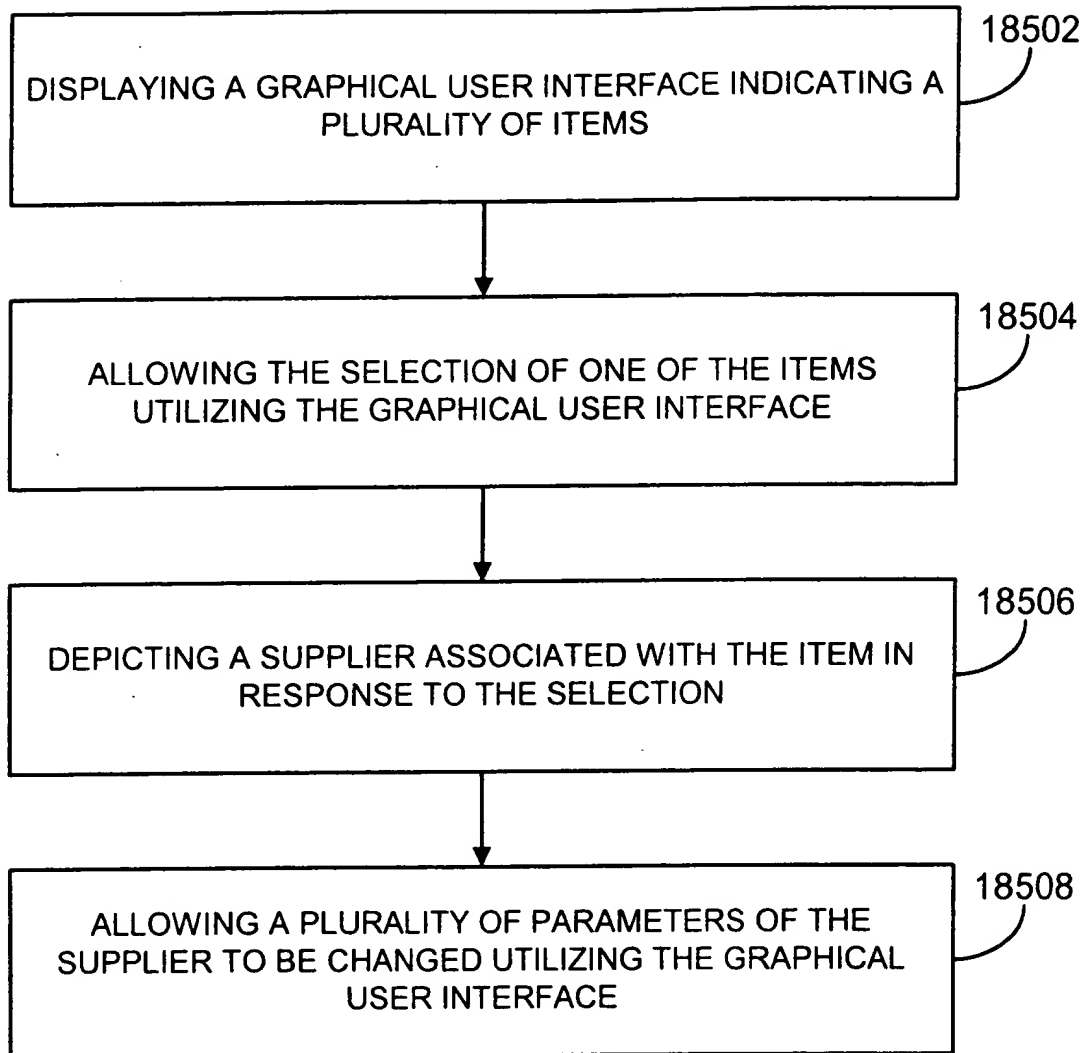 18502
DISPLAYING A GRAPHICAL USER INTERFACE INDICATING A
PLURALITY OF ITEMS
18504
ALLOWING THE SELECTION OF ONE OF THE ITEMS
UTILIZING THE GRAPHICAL USER INTERFACE
18506
DEPICTING A SUPPLIER ASSOCIATED WITH THE ITEM IN
RESPONSE TO THE SELECTION
18508
ALLOWING A PLURALITY OF PARAMETERS OF THE
SUPPLIER TO BE CHANGED UTILIZING THE GRAPHICAL
USER INTERFACE